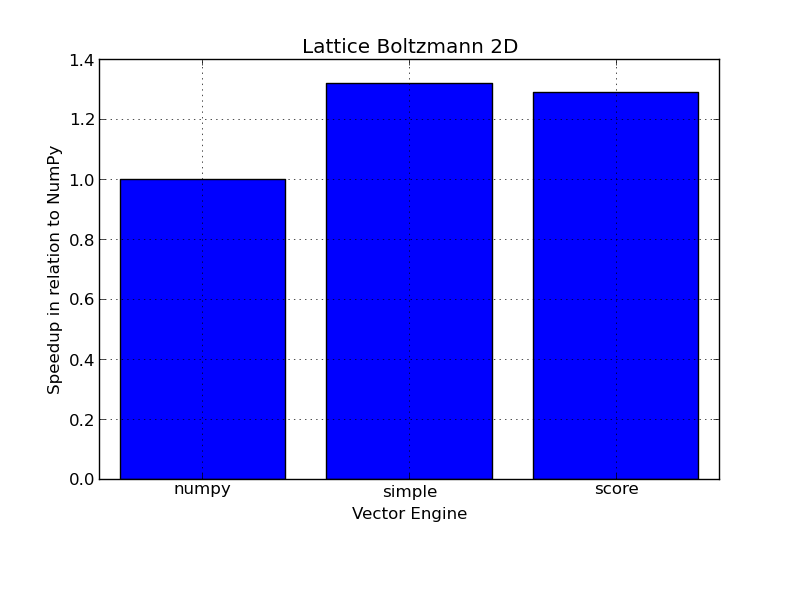 Lattice Boltzmann 2D
1.4
1.2
1.0
0.8
0.6
0.4
0.2
0.0
Speedup in relation to NumPy
numpy simple score
Vector Engine